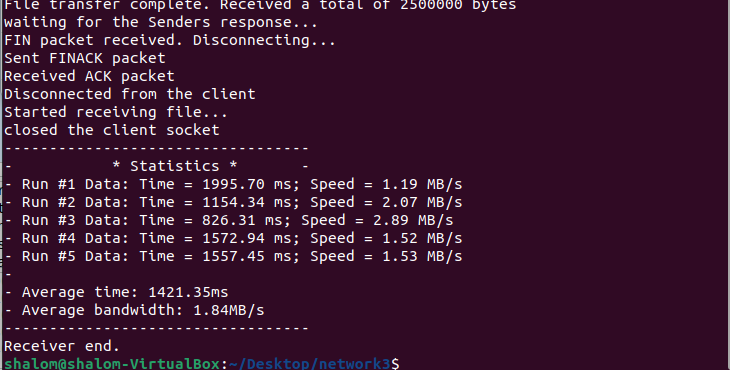 File transfer complete. Received a total of 2500000 bytes
waiting for the Senders response...
FIN packet received. Disconnecting...
Sent FINACK packet
Received ACK packet
Disconnected from the client
Started receiving file...
closed the client socket
----------------------------------
-           * Statistics *       -
- Run #1 Data: Time = 1995.70 ms; Speed = 1.19 MB/s
- Run #2 Data: Time = 1154.34 ms; Speed = 2.07 MB/s
- Run #3 Data: Time = 826.31 ms; Speed = 2.89 MB/s
- Run #4 Data: Time = 1572.94 ms; Speed = 1.52 MB/s
- Run #5 Data: Time = 1557.45 ms; Speed = 1.53 MB/s
-
- Average time: 1421.35ms
- Average bandwidth: 1.84MB/s
----------------------------------
Receiver end.
shalom@shalom-VirtualBox:~/Desktop/network3$